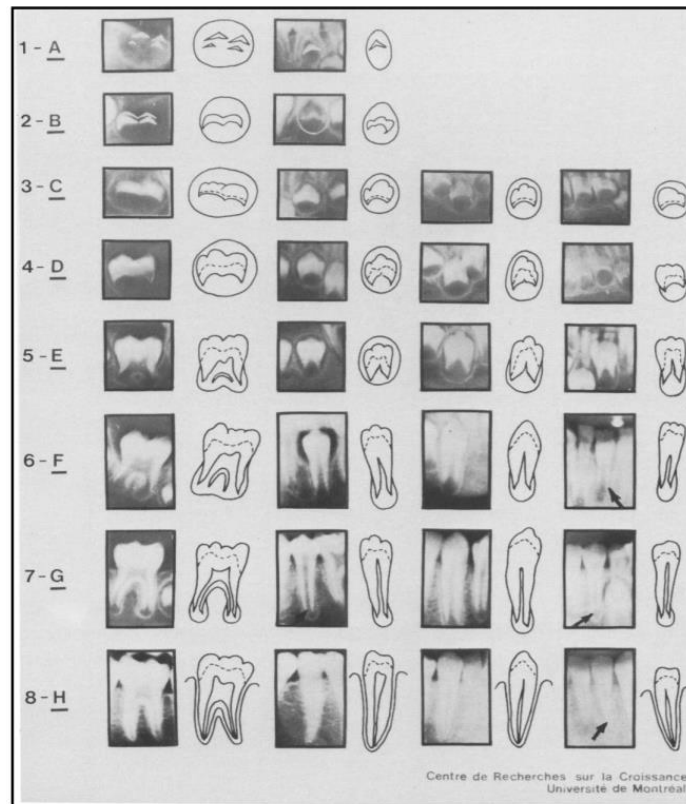 1 - A
2 - B
3 - C
4 - D
5 - E
6 - F
7 - G
8 - H
Centre de Recherches sur la Croissance
Université de Montréal